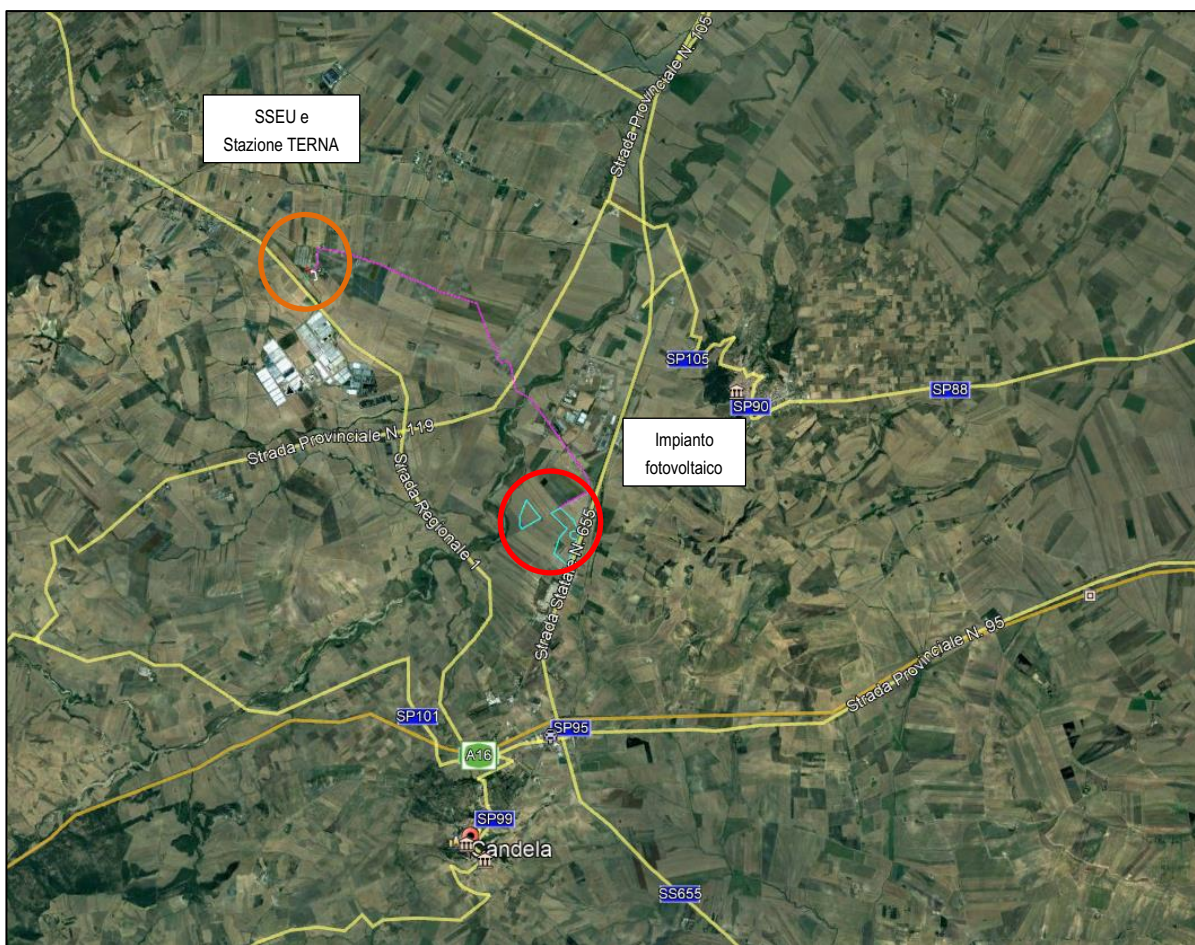 Strada Provinciale N. 105
SSEU e
Stazione TERNA
SP105
SP88
SP90
Strada Provinciale N. 119
Impianto
fotovoltaico
Strada Regionale 1
Strada Statale N. 655
Strada Provinciale N. 95
SP101
SP95
A16
SP99
Candela
SS655